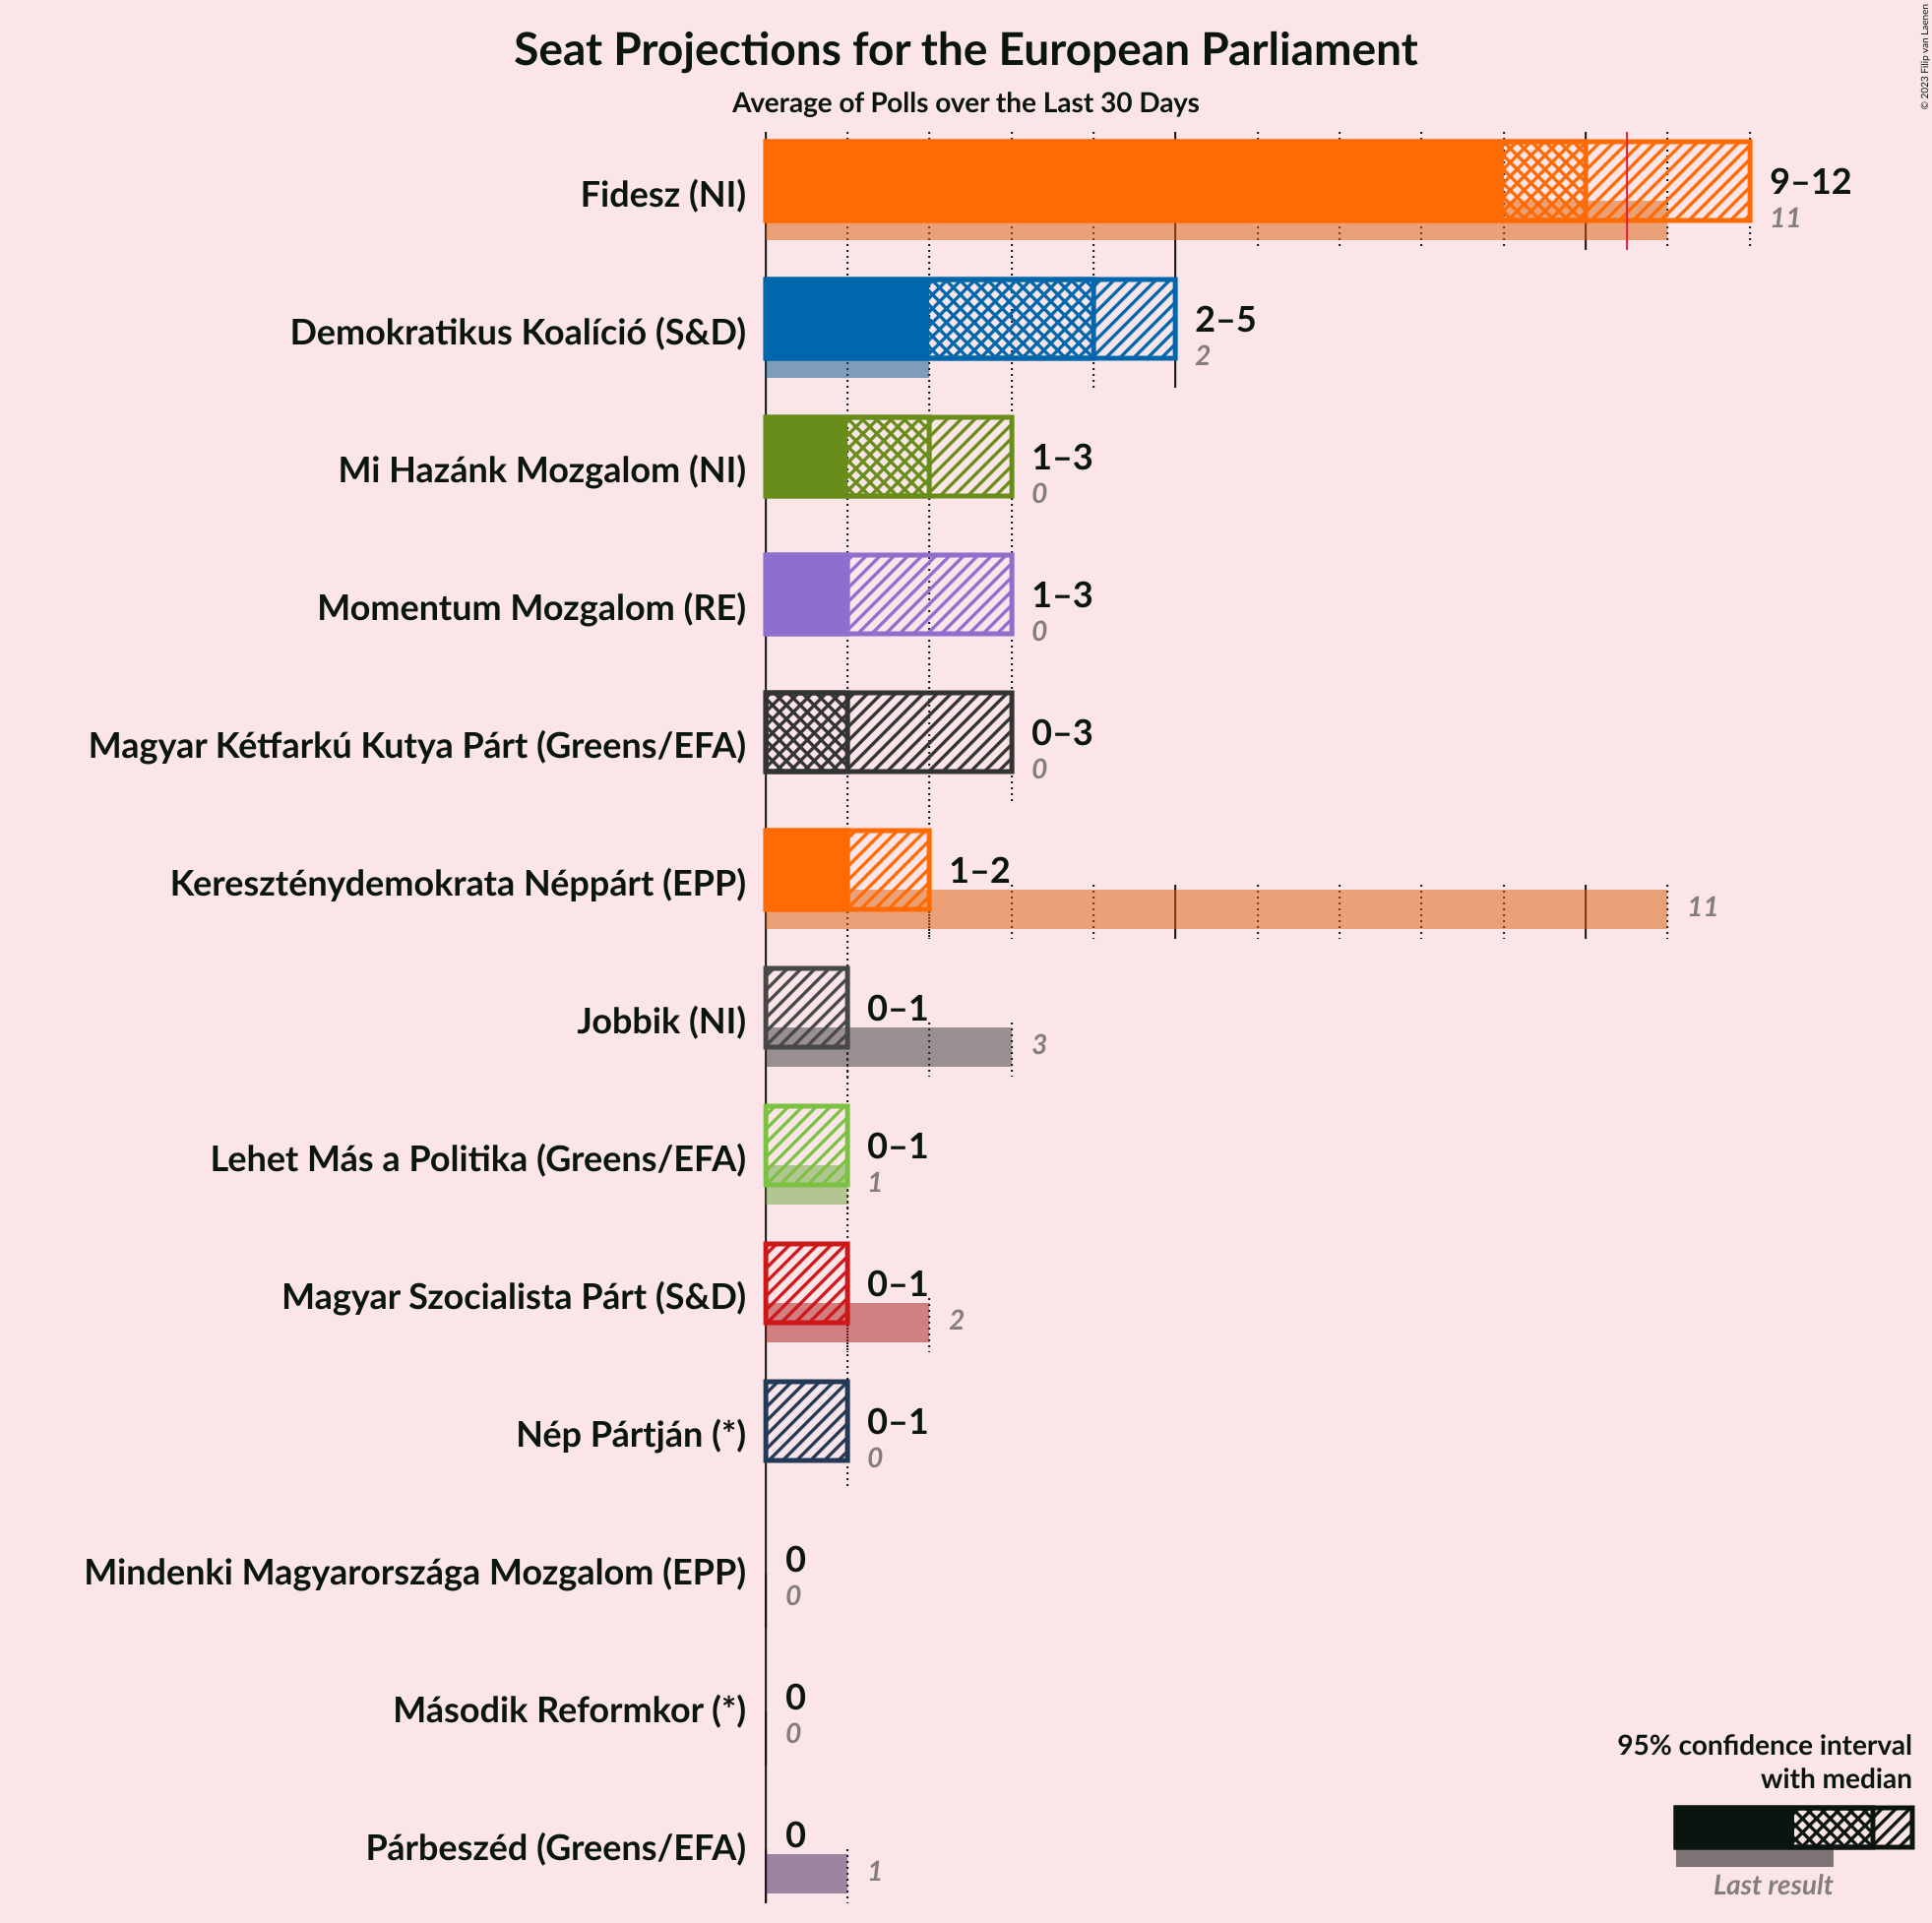 Seat Projections for the European Parliament
Average of Polls over the Last 30 Days
© 2023 Filip van Laenen
Fidesz (NI)
9–12
11
Demokratikus Koalíció (S&D)
2–5
2
Mi Hazánk Mozgalom (NI)
1–3
0
Momentum Mozgalom (RE)
1–3
0
Magyar Kétfarkú Kutya Párt (Greens/EFA)
0–3
0
Kereszténydemokrata Néppárt (EPP)
1–2
11
Jobbik (NI)
0–1
3
Lehet Más a Politika (Greens/EFA)
0–1
1
Magyar Szocialista Párt (S&D)
0–1
2
Nép Pártján (*)
0–1
0
Mindenki Magyarországa Mozgalom (EPP)
0
0
Második Reformkor (*)
0
0
Párbeszéd (Greens/EFA)
0
1
95% confidence interval
with median
Last result